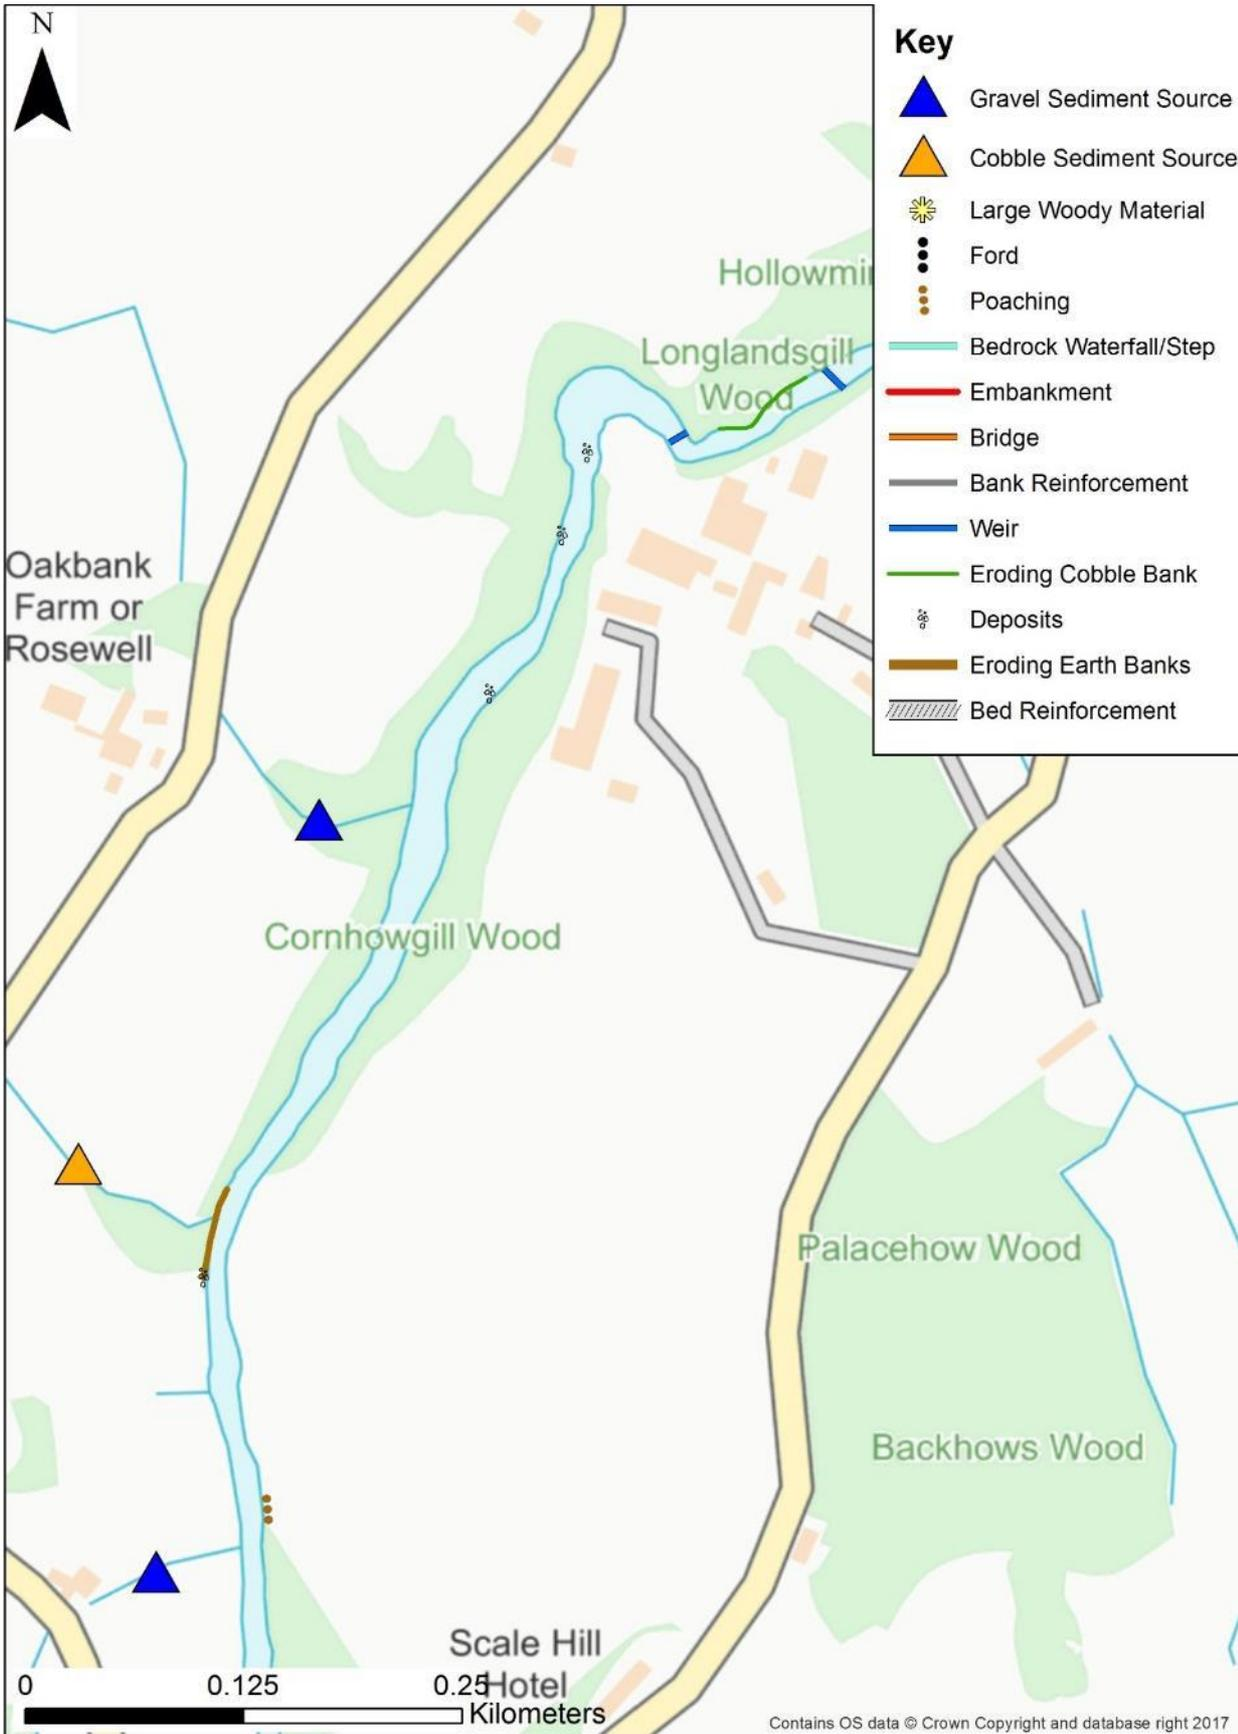 N
Key
Gravel Sediment Source
Cobble Sediment Source
Large Woody Material
Ford
Poaching
Bedrock Waterfall/Step
Embankment
Bridge
Bank Reinforcement
Weir
Eroding Cobble Bank
Deposits
Eroding Earth Banks
Bed Reinforcement
Hollowmi
Longlandsgill
Wood
Oakbank
Farm or
Rosewell
Cornhowgill Wood
Palacehow Wood
Backhows Wood
Scale Hill
Hotel
0 0.125 0.25
Kilometers
Contains OS data © Crown Copyright and database right 2017